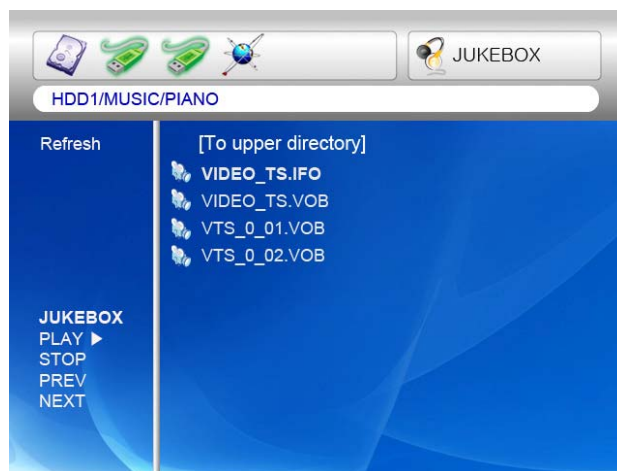 JUKEBOX
HDD1/MUSIC/PIANO
Refresh
[To upper directory]
VIDEO_TS.IFO
VIDEO_TS.VOB
VTS_0_01.VOB
VTS_0_02.VOB
JUKEBOX
PLAY ▶
STOP
PREV
NEXT